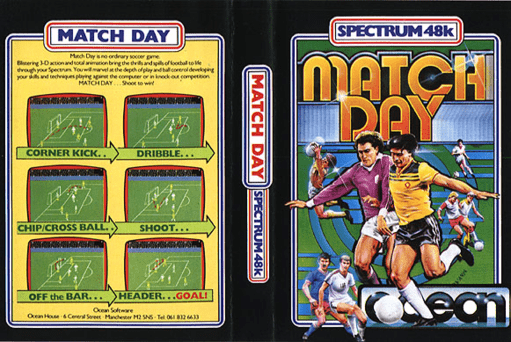 MATCH DAY
Match Day is no ordinary soccer game.
Blistering 3-D action and total animation bring the thrills and spills of football to life
through your Spectrum. You will marvel at the depth of play and ball control developing
your skills and techniques playing against the computer or in knock out competition.
MATCH DAY . . . Shoot to win!
CORNER KICK. . DRIBBLE. . .
CHIP/CROSS BALL. . SHOOT. . .
OFF the BAR. . . HEADER. . .GOAL!
Ocean Software
Ocean House · 6 Central Street · Manchester M2 5NS · Tel: 061 832 6633
MATCH DAY
SPECTRUM 48k
SPECTRUM 48k
MATCH
DAY
ocean